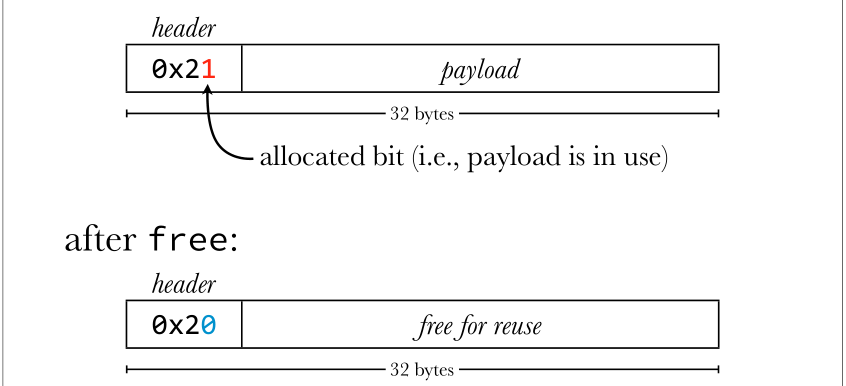 header
0x21 payload
32 bytes
allocated bit (i.e., payload is in use)
after free:
header
0x20 free for reuse
32 bytes